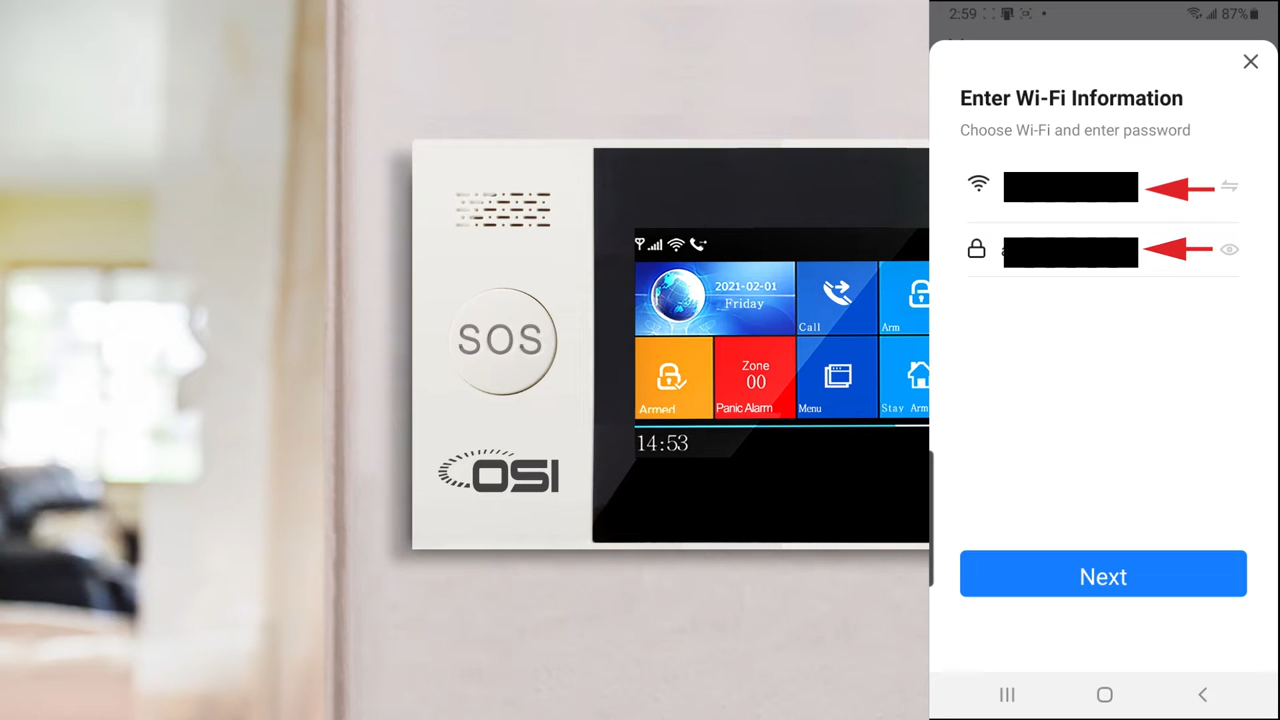 SOS
OSI
2021-02-01
Friday
Call
Arm
Armed
Zone
00
Panic Alarm
Menu
Stay Arm
14:53
2:59
87%
Enter Wi-Fi Information
Choose Wi-Fi and enter password
Next